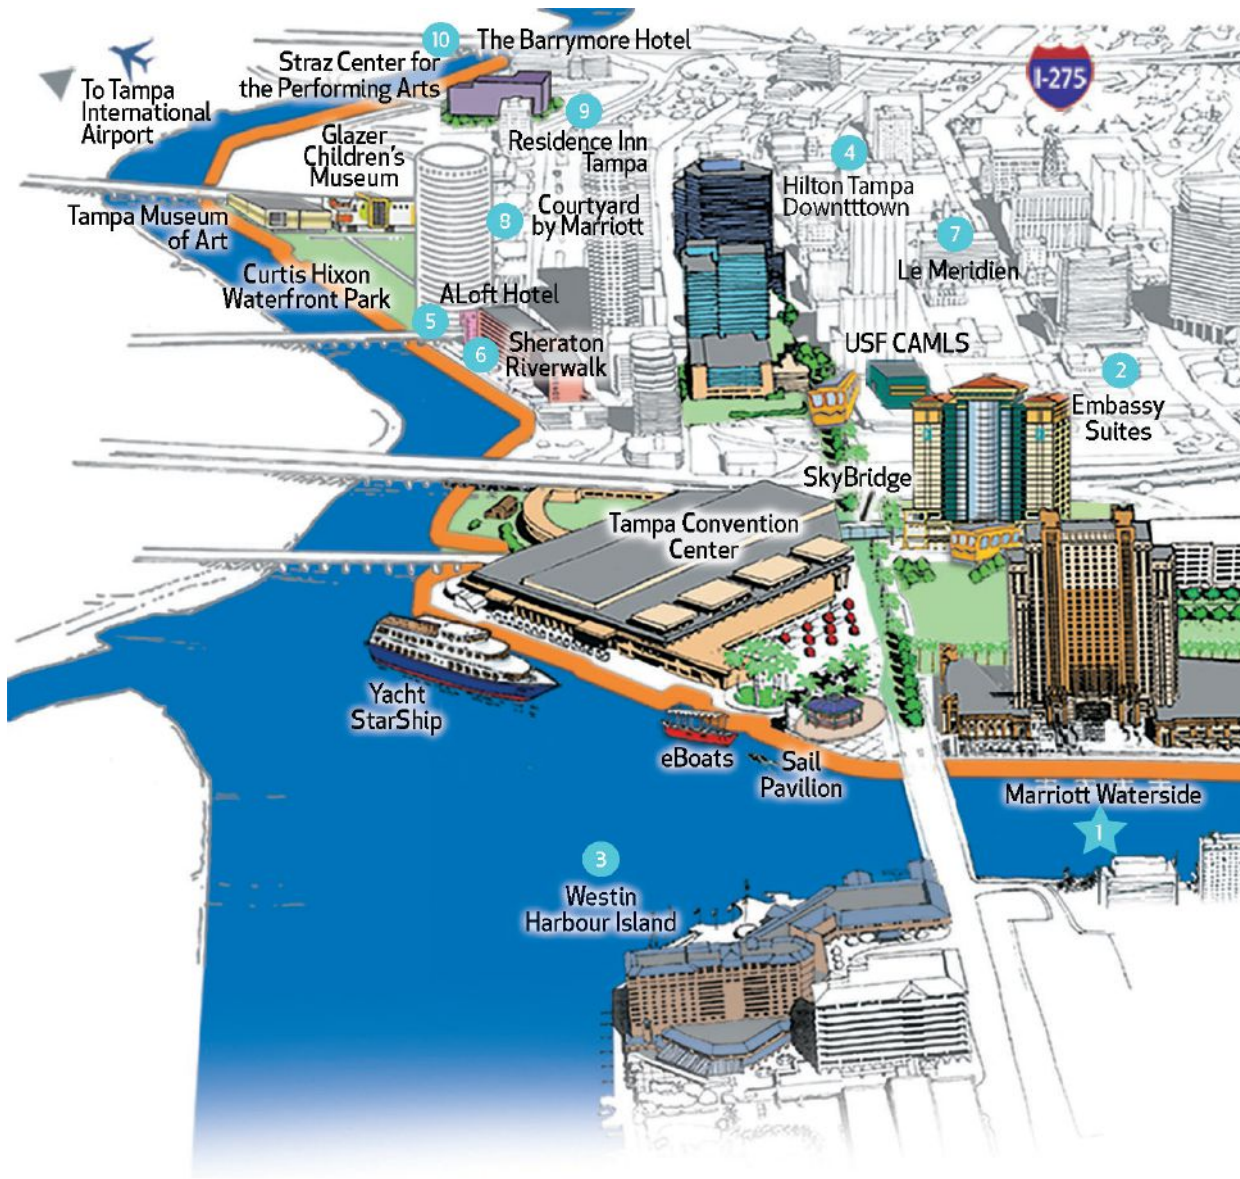 10
The Barrymore Hotel
Straz Center for
the Performing Arts
To Tampa
International
Airport
I-275
9
Residence Inn
Tampa
Glazer
Children's
Museum
4
Hilton Tampa
Downtttown
Tampa Museum
of Art
8
Courtyard
by Marriott
7
Le Meridien
Curtis Hixon
Waterfront Park
ALoft Hotel
5
6
Sheraton
Riverwalk
USF CAMLS
2
Embassy
Suites
SkyBridge
Tampa Convention
Center
Yacht
StarShip
eBoats
Sail
Pavilion
Marriott Waterside
1
3
Westin
Harbour Island